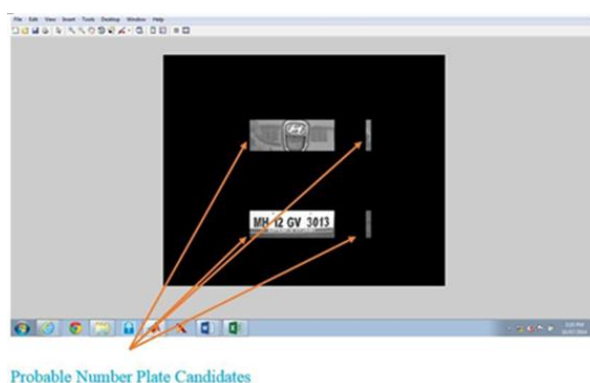 File Edit View Insert Tools Desktop Window Help
MH 12 GV 3013
Probable Number Plate Candidates